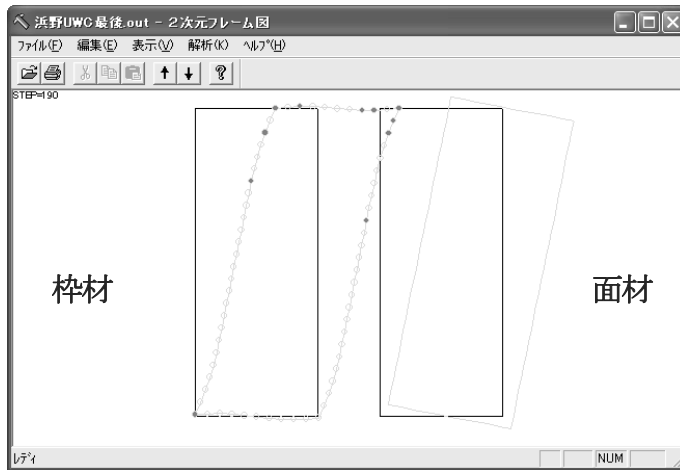 浜野UWC最後.out - 2次元フレーム図
ファイル(F) 編集(E) 表示(V) 解析(K) ヘルプ(H)
STEP=190
枠材
面材
レディ
NUM